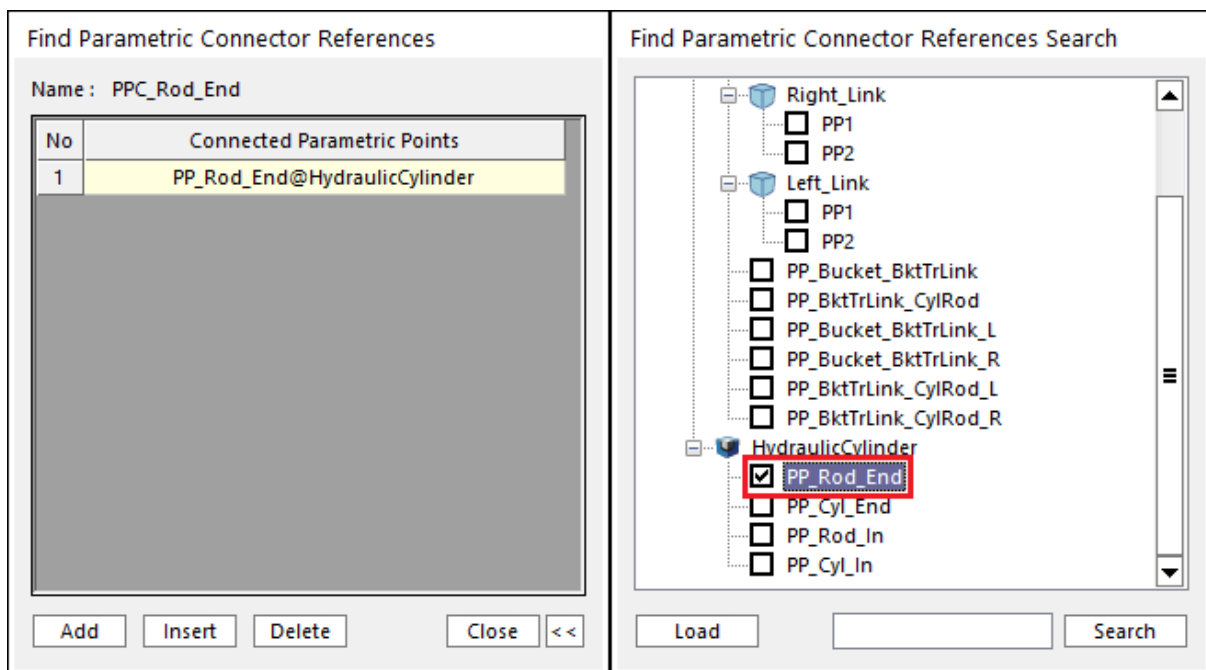 Find Parametric Connector References
Name : PPC_Rod_End
No Connected Parametric Points
1 PP_Rod_End@HydraulicCylinder
Add Insert Delete Close <<
Find Parametric Connector References Search
Right_Link
PP1
PP2
Left_Link
PP1
PP2
PP_Bucket_BktTrLink
PP_BktTrLink_CylRod
PP_Bucket_BktTrLink_L
PP_Bucket_BktTrLink_R
PP_BktTrLink_CylRod_L
PP_BktTrLink_CylRod_R
HydraulicCylinder
PP_Rod_End
PP_Cyl_End
PP_Rod_In
PP_Cyl_In
Load Search